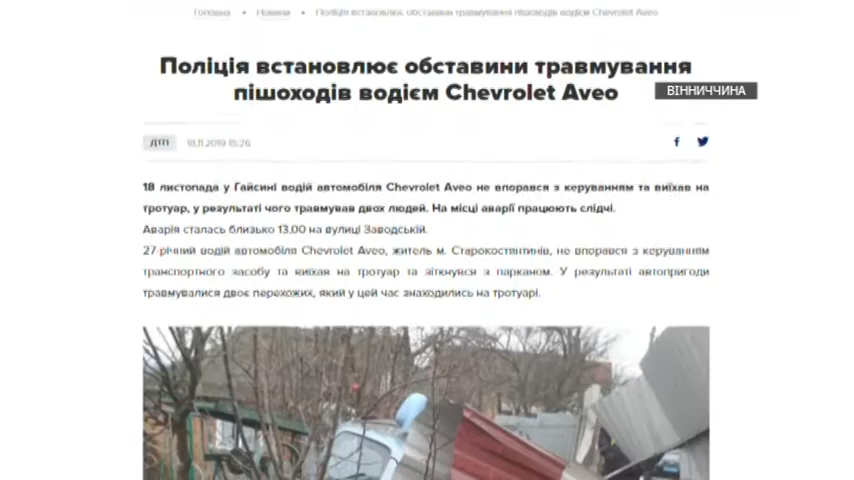 Головна • Новини • Поліція встановлює обставини травмування пішоходів водієм Chevrolet Aveo
Поліція встановлює обставини травмування
пішоходів водієм Chevrolet Aveo
ВІННИЧЧИНА
ДТП 18.11.2019 15:26
18 листопада у Гайсині водій автомобіля Chevrolet Aveo не впорався з керуванням та виїхав на
тротуар, у результаті чого травмував двох людей. На місці аварії працюють слідчі.
Аварія сталась близько 13.00 на вулиці Заводській.
27-річний водій автомобіля Chevrolet Aveo, житель м. Старокостянтинів, не впорався з керуванням
транспортного засобу та виїхав на тротуар та зіткнувся з парканом. У результаті автопригоди
травмувалися двоє перехожих, який у цей час знаходились на тротуарі.